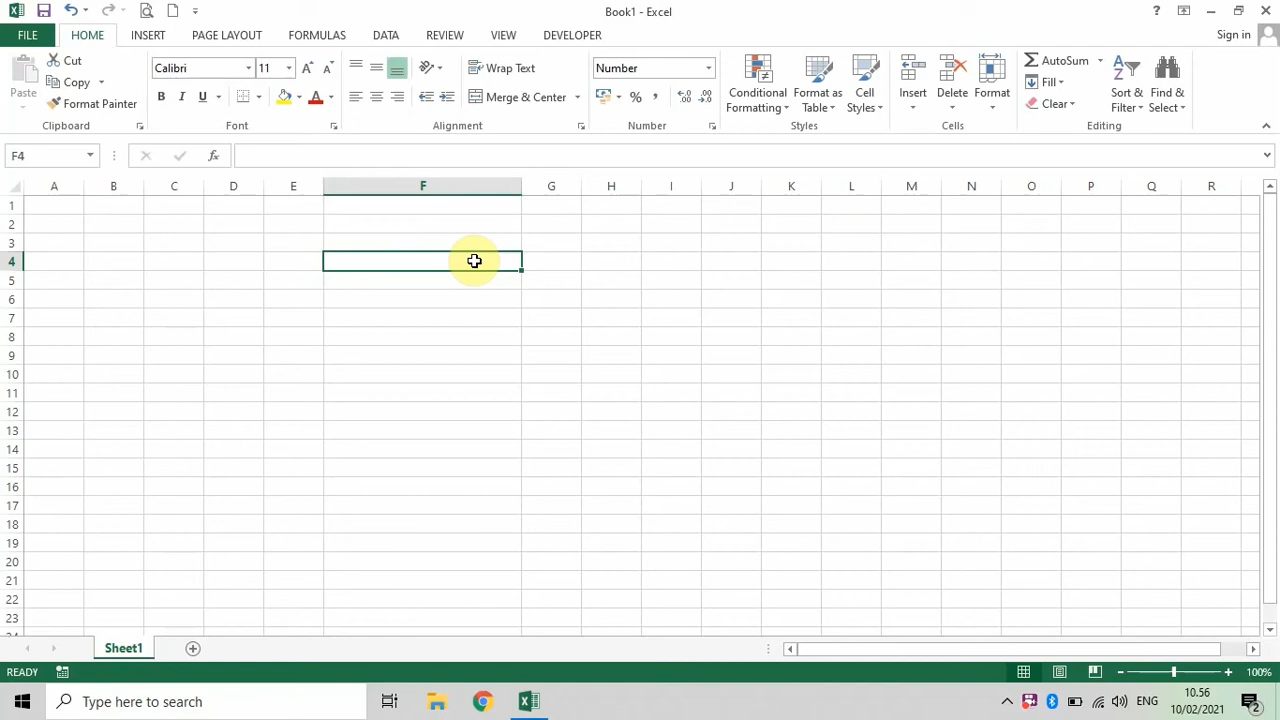 Book1 - Excel
?
FILE HOME INSERT PAGE LAYOUT FORMULAS DATA REVIEW VIEW DEVELOPER Sign in
Paste
Cut
Copy
Format Painter
Clipboard
Calibri 11
B I U
Font
Wrap Text
Merge & Center
Alignment
Number
%
Number
Conditional Formatting
Format as Table
Cell Styles
Styles
Insert Delete Format
Cells
AutoSum
Fill
Clear
Sort & Filter
Find & Select
Editing
F4
fx
A B C D E F G H I J K L M N O P Q R
1
2
3
4
5
6
7
8
9
10
11
12
13
14
15
16
17
18
19
20
21
22
23
24
Sheet1
READY 100%
Type here to search
ENG
10.56
10/02/2021
2